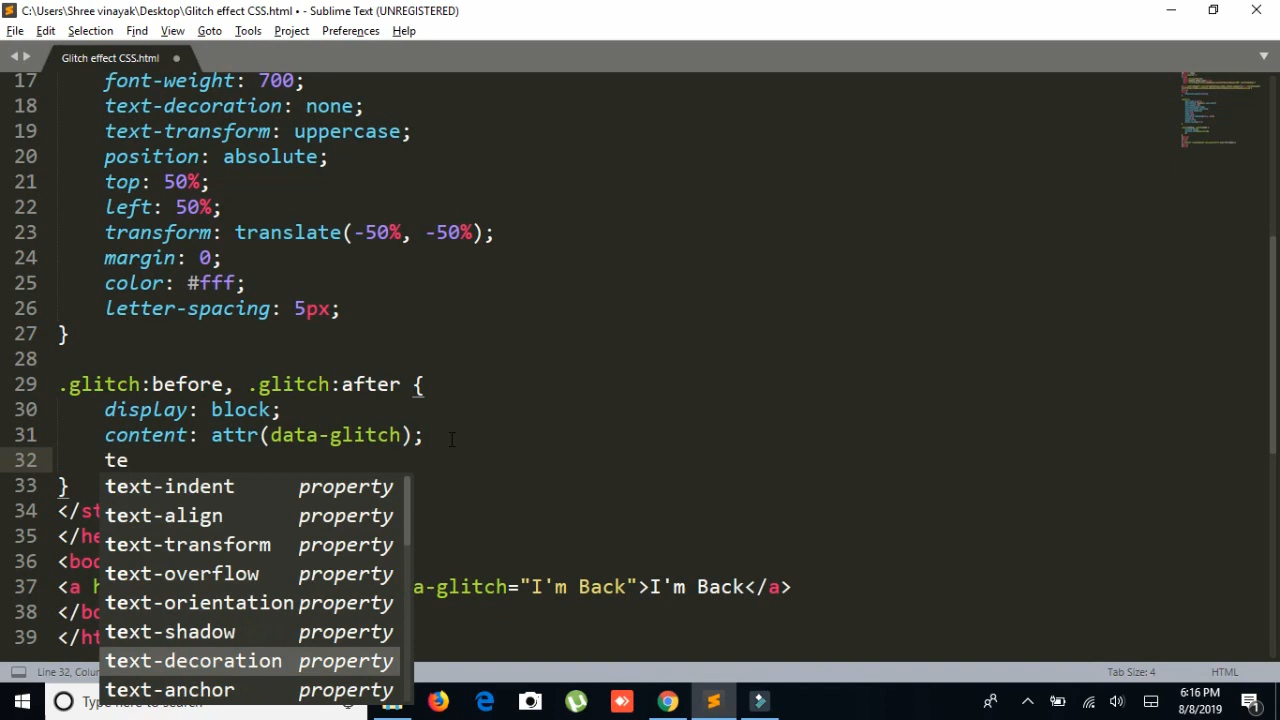 C:\Users\Shree vinayak\Desktop\Glitch effect CSS.html • - Sublime Text (UNREGISTERED)
File Edit Selection Find View Goto Tools Project Preferences Help
Glitch effect CSS.html
17 font-weight: 700;
18 text-decoration: none;
19 text-transform: uppercase;
20 position: absolute;
21 top: 50%;
22 left: 50%;
23 transform: translate(-50%, -50%);
24 margin: 0;
25 color: #fff;
26 letter-spacing: 5px;
27 }
28
29 .glitch:before, .glitch:after {
30 display: block;
31 content: attr(data-glitch);
32 te
33 } text-indent property
34 </st text-align property
35 </he text-transform property
36 <bod text-overflow property
37 <a h a-glitch="I'm Back">I'm Back</a>
text-orientation property
38 </bo text-shadow property
39 </ht
text-decoration property
Line 32, Colu Tab Size: 4 HTML
text-anchor property
Type here to search
6:16 PM
8/8/2019
1